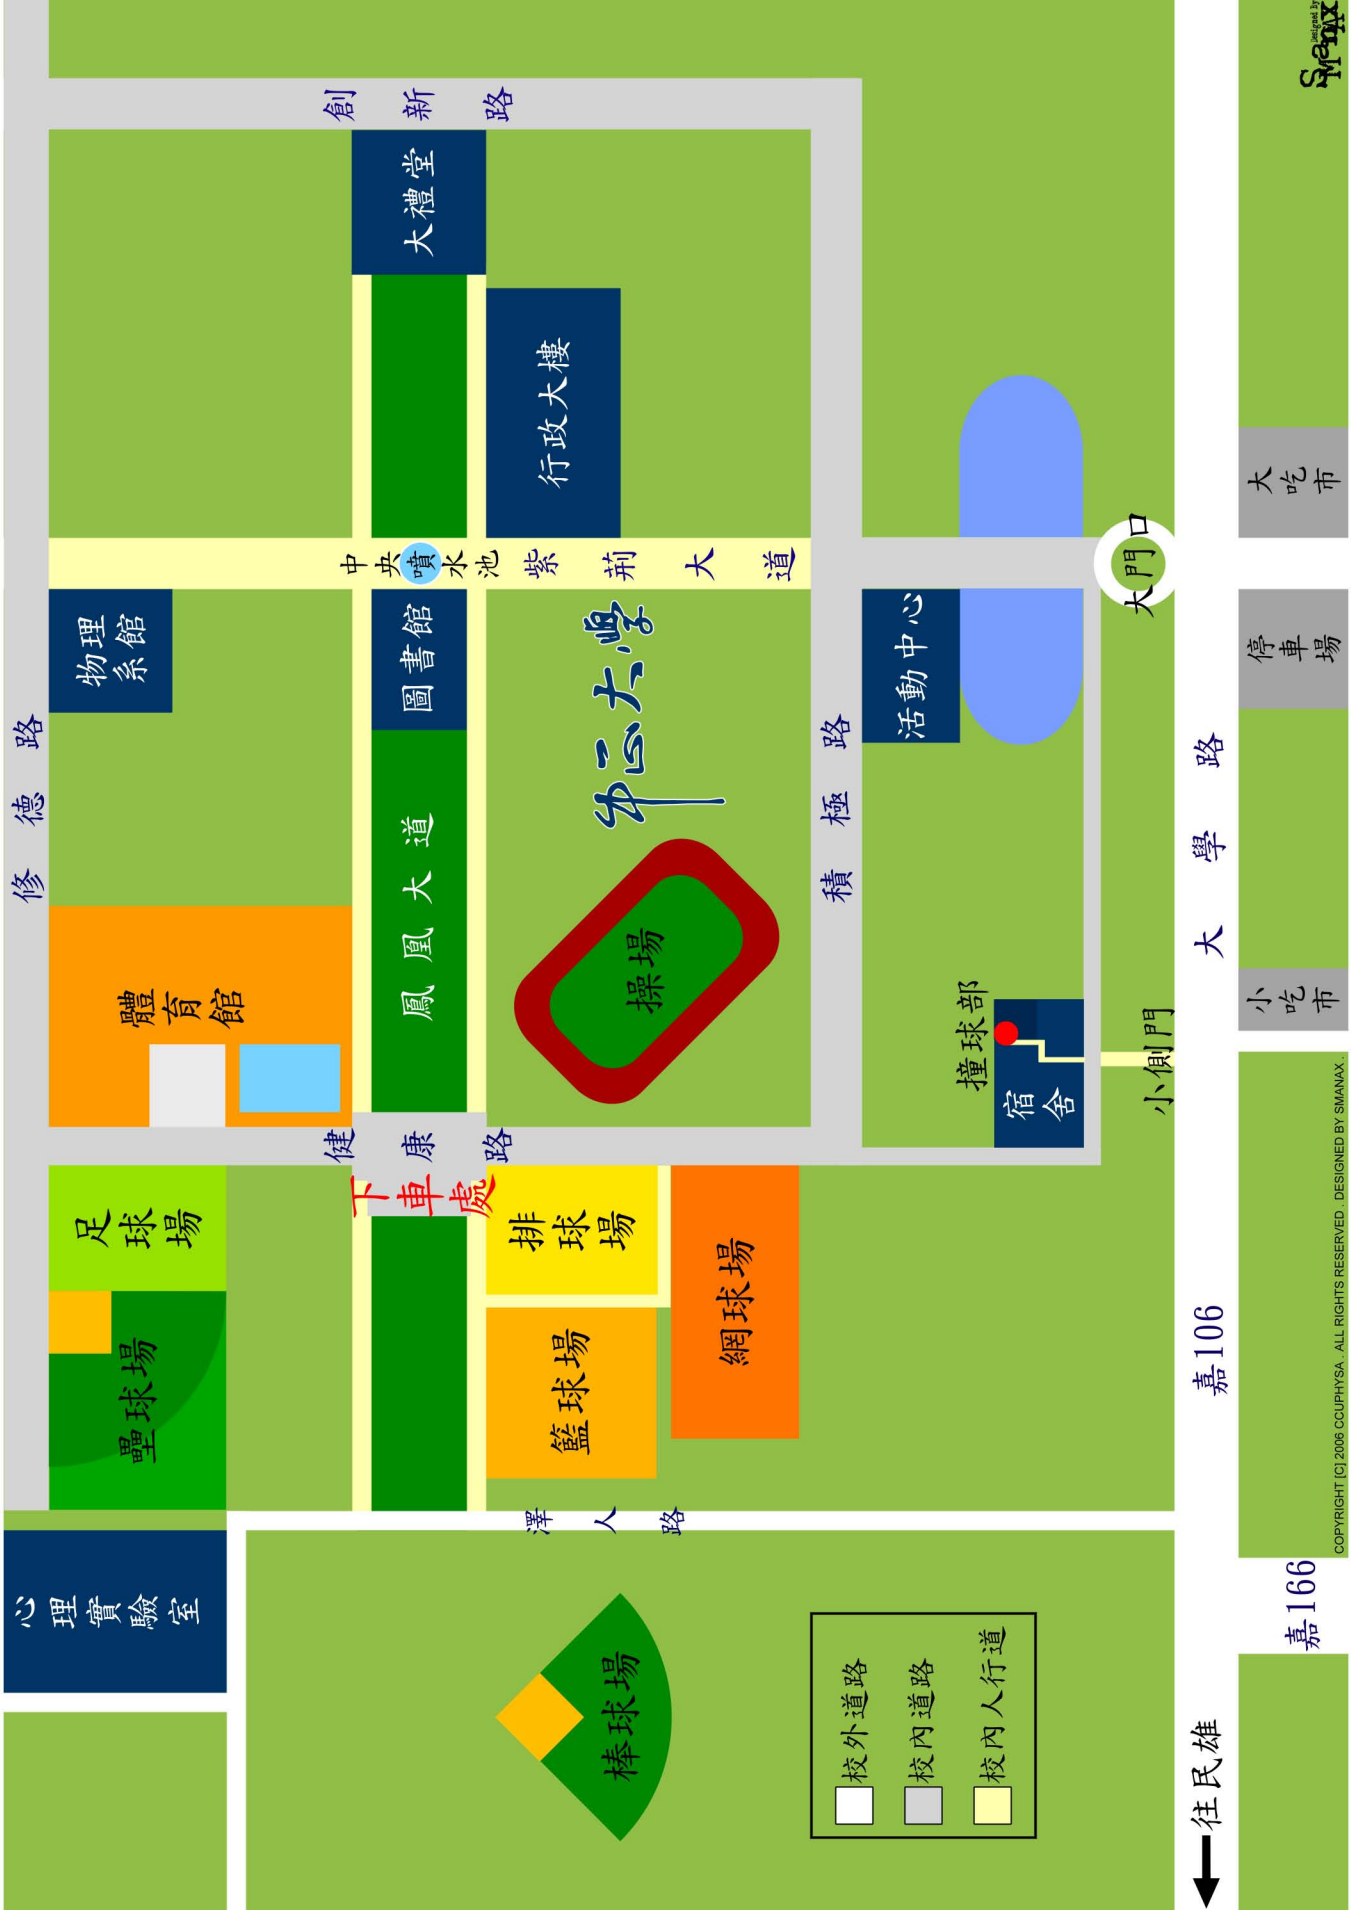 修德路
創新路
大禮堂
行政大樓
中央噴水池
紫荊大道
物理
系館
圖書館
中正大學
鳳凰大道
體育館
操場
積極路
活動中心
大門口
大吃市
停車場
小吃市
大學路
撞球部
宿舍
小側門
健康路
下車處
足球場
壘球場
排球場
籃球場
網球場
澤人路
心理實驗室
棒球場
校外道路
校內道路
校內人行道
嘉106
嘉166
往民雄
COPYRIGHT [C] 2006 CCUPHYSA . ALL RIGHTS RESERVED . DESIGNED BY SMANAX .
Designed By
SManaX